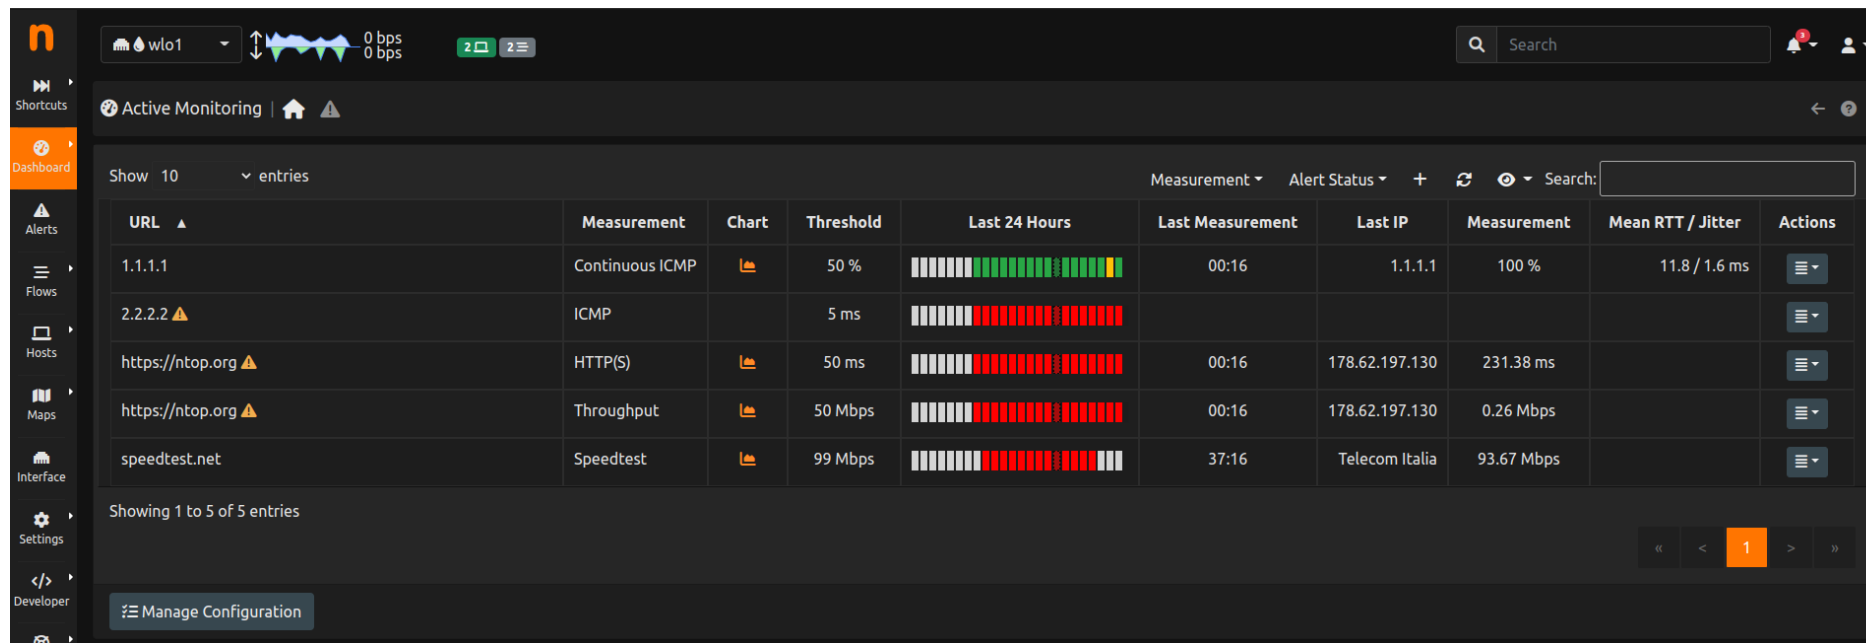 n
wlo1
0 bps
0 bps
2
2
Search
3
Shortcuts
Dashboard
Alerts
Flows
Hosts
Maps
Interface
Settings
Developer
Active Monitoring |
Show 10 entries
Measurement Alert Status + Search:
URL Measurement Chart Threshold Last 24 Hours Last Measurement Last IP Measurement Mean RTT / Jitter Actions
1.1.1.1 Continuous ICMP 50 % 00:16 1.1.1.1 100 % 11.8 / 1.6 ms
2.2.2.2 ICMP 5 ms
https://ntop.org HTTP(S) 50 ms 00:16 178.62.197.130 231.38 ms
https://ntop.org Throughput 50 Mbps 00:16 178.62.197.130 0.26 Mbps
speedtest.net Speedtest 99 Mbps 37:16 Telecom Italia 93.67 Mbps
Showing 1 to 5 of 5 entries
« < 1 > »
Manage Configuration